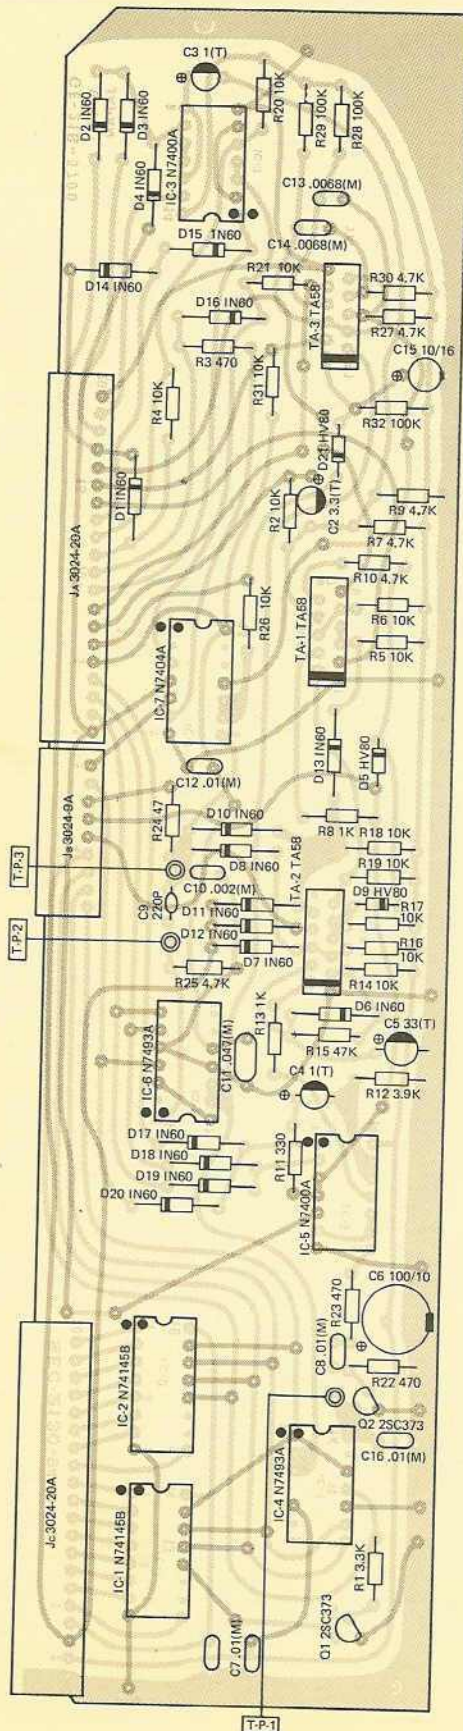 C3 1(T)
D2 IN60
D3 IN60
D4 IN60
IC-3 N7400A
R20 10K
R29 100K
R28 100K
C13 .0068(M)
C14 .0068(M)
D15 1N60
D14 IN60
R21 10K
TA-3 TA58
R30 4.7K
R27 4.7K
D16 IN60
R3 470
C15 10/16
R4 10K
R31 10K
R32 100K
JA 3024-20A
D1 IN60
D21 HV80
R2 10K
C2 3.3(T)
R9 4.7K
R7 4.7K
R10 4.7K
R26 10K
R6 10K
R5 10K
TA-1 TA58
IC-7 N7404A
C12 .01(M)
D13 IN60
D5 HV80
JB 3024-9A
R24 47
D10 IN60
R8 1K
R18 10K
T-P-3
D8 IN60
R19 10K
C10 .002(M)
TA-2 TA58
D9 HV80
C9 220P
D11 IN60
R17
10K
T-P-2
D12 IN60
R16
10K
D7 IN60
R25 4.7K
R14 10K
D6 IN60
IC-6 N7493A
C11 .047(M)
R13 1K
R15 47K
C5 33(T)
C4 1(T)
R12 3.9K
D17 IN60
D18 IN60
D19 IN60
D20 IN60
R11 330
IC-5 N7400A
C6 100/10
R23 470
C8 .01(M)
R22 470
JC 3024-20A
IC-2 N74145B
Q2 2SC373
C16 .01(M)
IC-4 N7493A
IC-1 N74145B
R1 3.3K
Q1 2SC373
C7 .01(M)
T-P-1